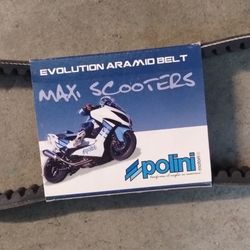 EVOLUTION ARAMID BELT
MAXI SCOOTERS
polini